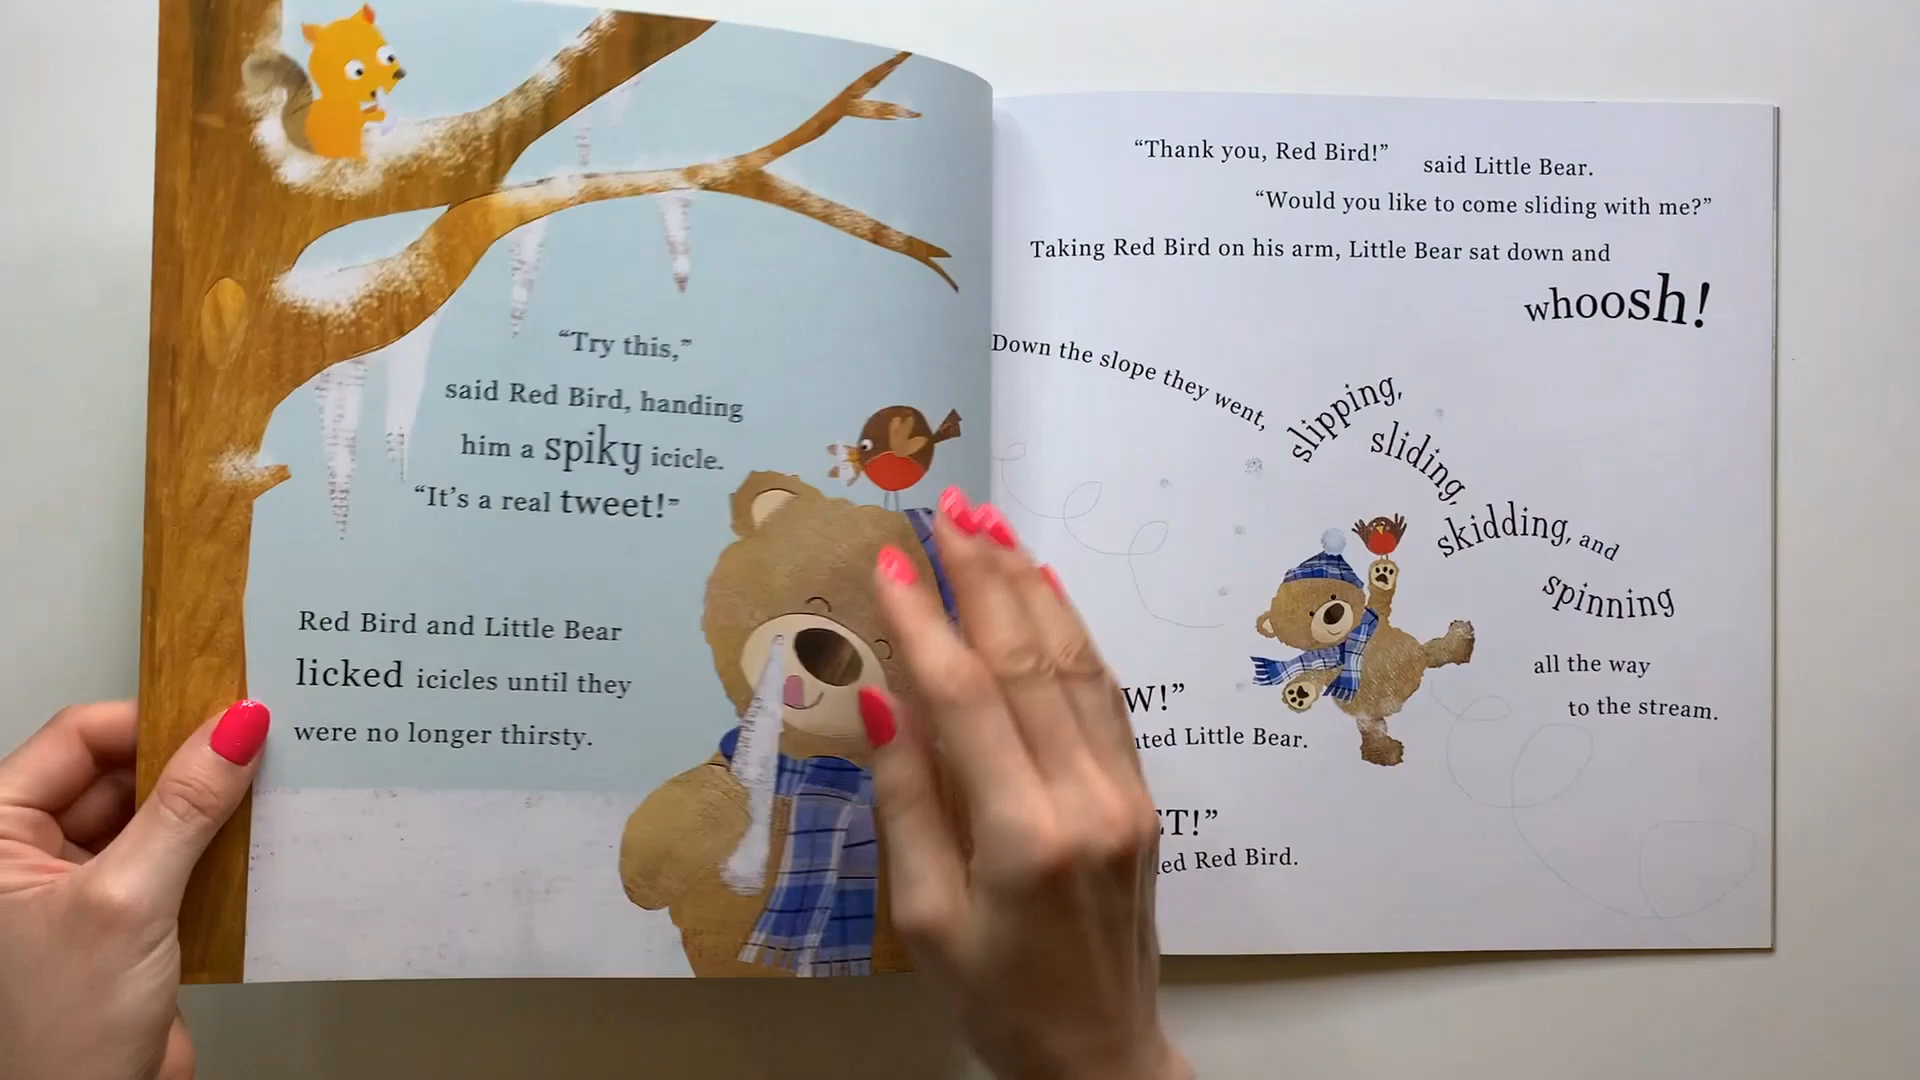 “Try this,”
said Red Bird, handing
him a spiky icicle.
“It’s a real tweet!”
Red Bird and Little Bear
licked icicles until they
were no longer thirsty.
“Thank you, Red Bird!” said Little Bear.
“Would you like to come sliding with me?”
Taking Red Bird on his arm, Little Bear sat down and
whoosh!
Down the slope they went,
slipping,
sliding,
skidding, and
spinning
all the way
to the stream.
Little Bear.
Red Bird.